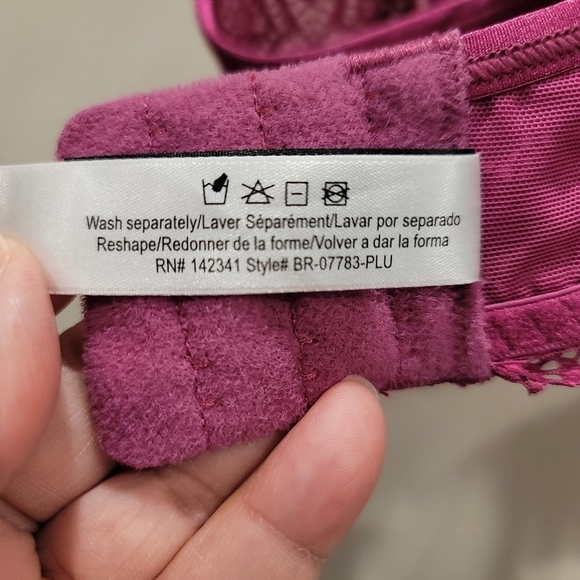 Wash separately/Laver Séparément/Lavar por separado
Reshape/Redonner de la forme/Volver a dar la forma
RN# 142341 Style# BR-07783-PLU